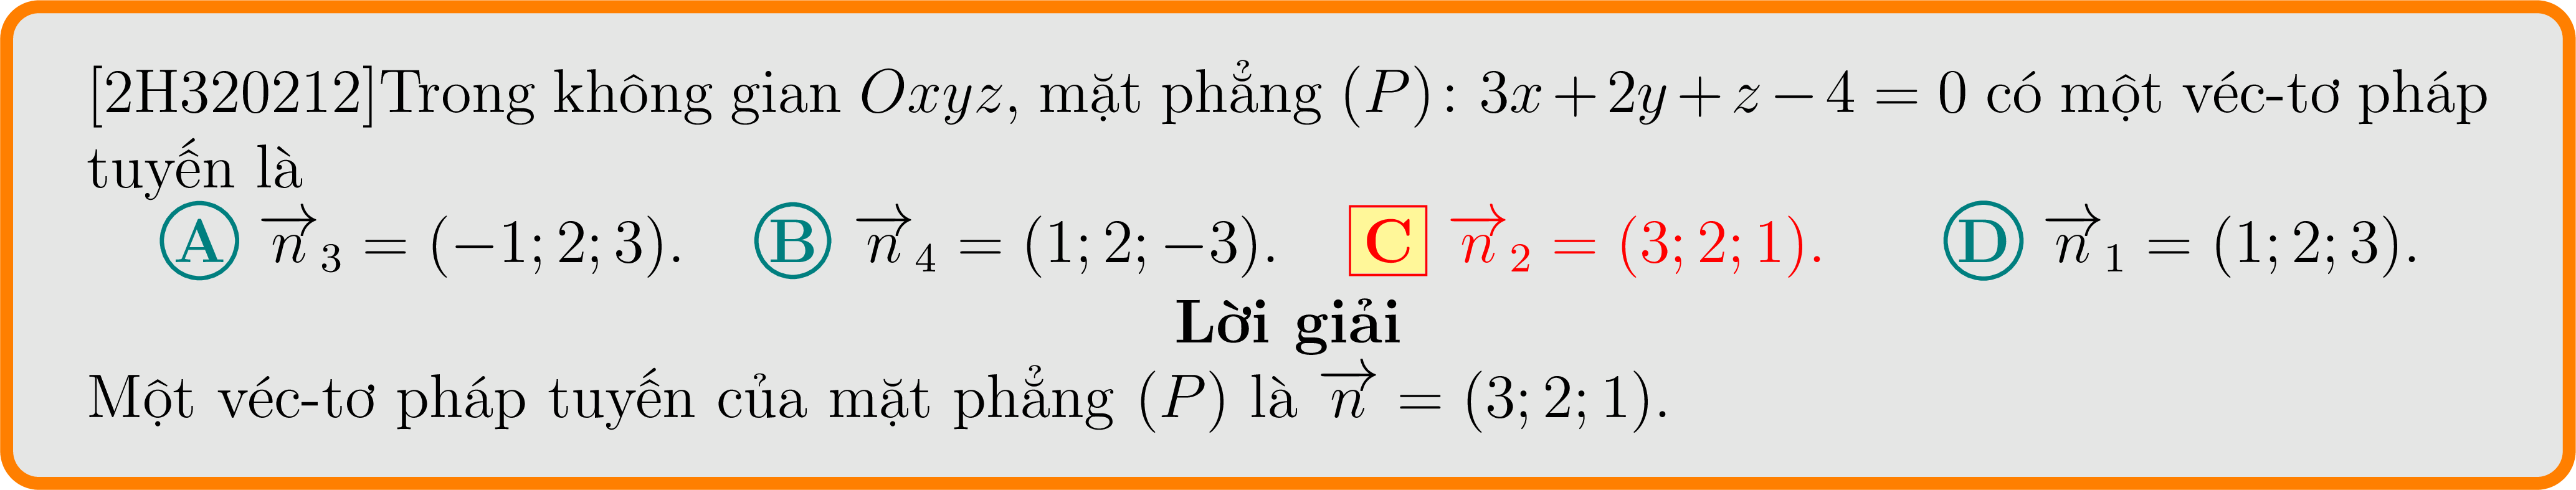 [2H320212]Trong không gian Oxyz, mặt phẳng (P): 3x + 2y + z − 4 = 0 có một véc-tơ pháp
tuyến là
A $\overrightarrow{n}_3$ = (−1; 2; 3). B $\overrightarrow{n}_4$ = (1; 2; −3). C $\overrightarrow{n}_2$ = (3; 2; 1). D $\overrightarrow{n}_1$ = (1; 2; 3).
Lời giải
Một véc-tơ pháp tuyến của mặt phẳng (P) là $\overrightarrow{n}$ = (3; 2; 1).